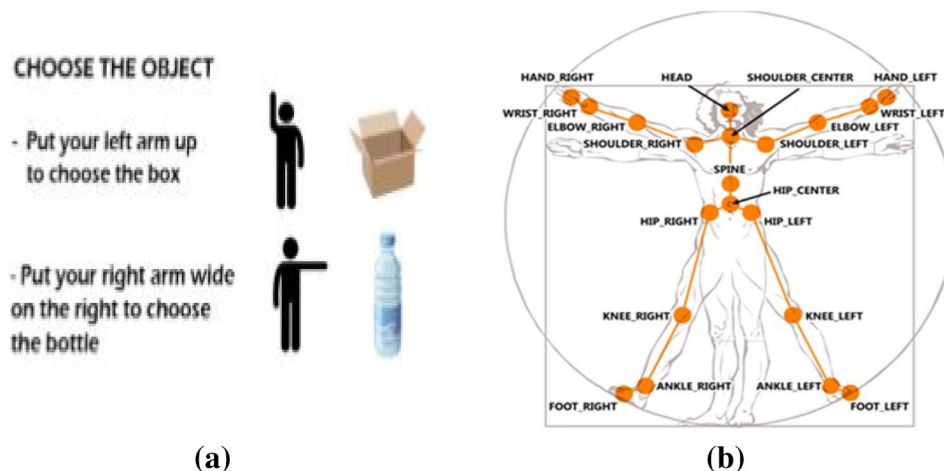 CHOOSE THE OBJECT
- Put your left arm up
to choose the box
- Put your right arm wide
on the right to choose
the bottle
(a)
HAND_RIGHT
HEAD
SHOULDER_CENTER
HAND_LEFT
WRIST_RIGHT
WRIST_LEFT
ELBOW_RIGHT
ELBOW_LEFT
SHOULDER_RIGHT
SHOULDER_LEFT
SPINE
HIP_CENTER
HIP_RIGHT
HIP_LEFT
KNEE_RIGHT
KNEE_LEFT
ANKLE_RIGHT
ANKLE_LEFT
FOOT_RIGHT
FOOT_LEFT
(b)